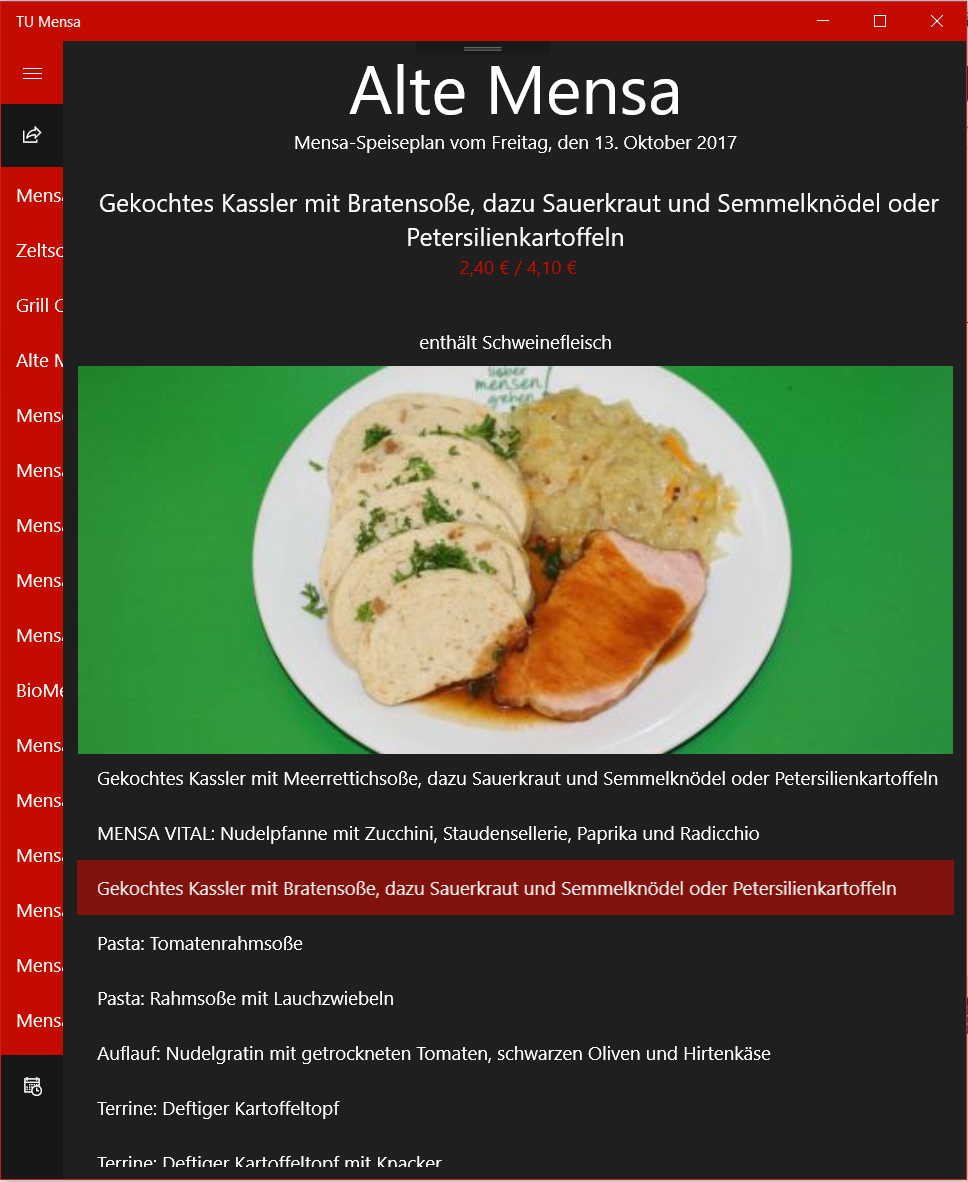 TU Mensa
Alte Mensa
Mensa-Speiseplan vom Freitag, den 13. Oktober 2017
Gekochtes Kassler mit Bratensoße, dazu Sauerkraut und Semmelknödel oder
Petersilienkartoffeln
2,40 € / 4,10 €
enthält Schweinefleisch
lieber
mensen
gehen
Gekochtes Kassler mit Meerrettichsoße, dazu Sauerkraut und Semmelknödel oder Petersilienkartoffeln
MENSA VITAL: Nudelpfanne mit Zucchini, Staudensellerie, Paprika und Radicchio
Gekochtes Kassler mit Bratensoße, dazu Sauerkraut und Semmelknödel oder Petersilienkartoffeln
Pasta: Tomatenrahmsoße
Pasta: Rahmsoße mit Lauchzwiebeln
Auflauf: Nudelgratin mit getrockneten Tomaten, schwarzen Oliven und Hirtenkäse
Terrine: Deftiger Kartoffeltopf
Terrine: Deftiger Kartoffeltopf mit Knacker
Mensa
Zeltsc
Grill C
Alte M
Mensa
Mensa
Mensa
Mensa
BioMe
Mensa
Mensa
Mensa
Mensa
Mensa
Mensa